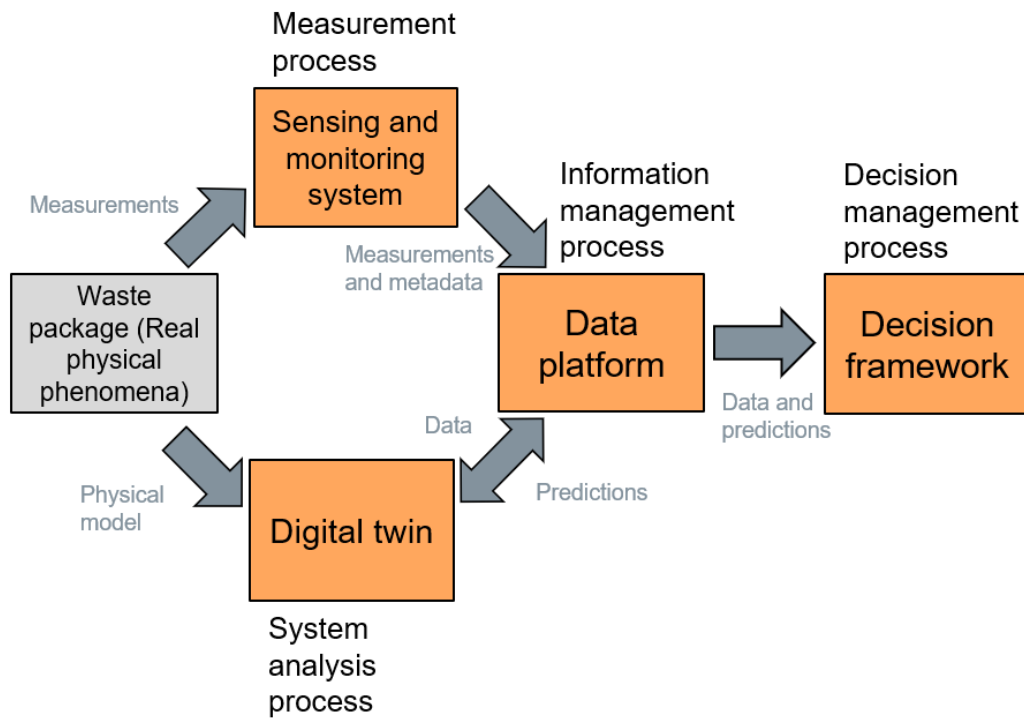 Measurement
process
Sensing and
monitoring
system
Measurements
Information
management
process
Decision
management
process
Measurements
and metadata
Waste
package (Real
physical
phenomena)
Data
platform
Decision
framework
Data and
predictions
Data
Predictions
Physical
model
Digital twin
System
analysis
process